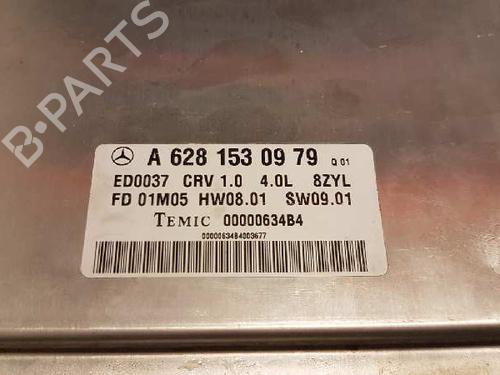 B-PARTS
A 628 153 09 79 Q 01
ED0037 CRV 1.0 4.0L 8ZYL
FD 01M05 HW08.01 SW09.01
TEMIC 00000634B4
00000634B4003677